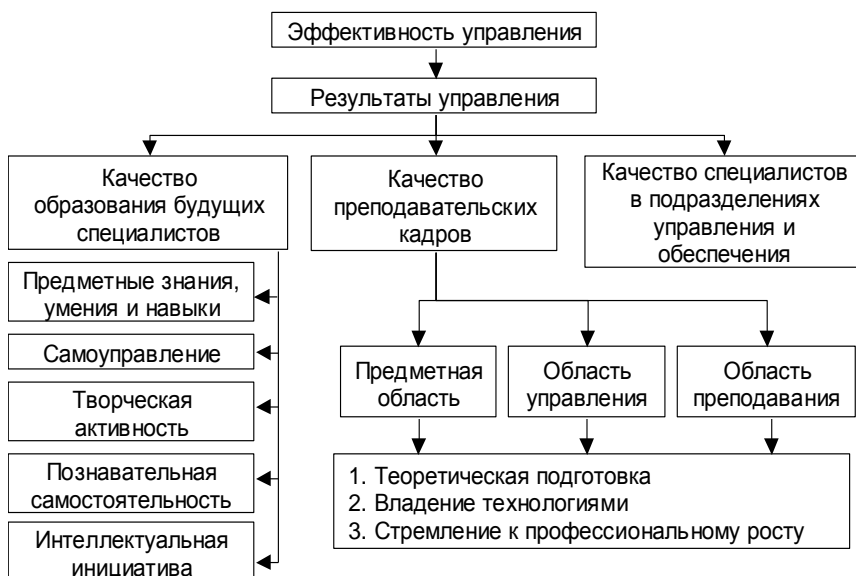 Эффективность управления
Результаты управления
Качество
образования будущих
специалистов
Качество
преподавательских
кадров
Качество специалистов
в подразделениях
управления и
обеспечения
Предметные знания,
умения и навыки
Самоуправление
Творческая
активность
Познавательная
самостоятельность
Интеллектуальная
инициатива
Предметная
область
Область
управления
Область
преподавания
1. Теоретическая подготовка
2. Владение технологиями
3. Стремление к профессиональному росту